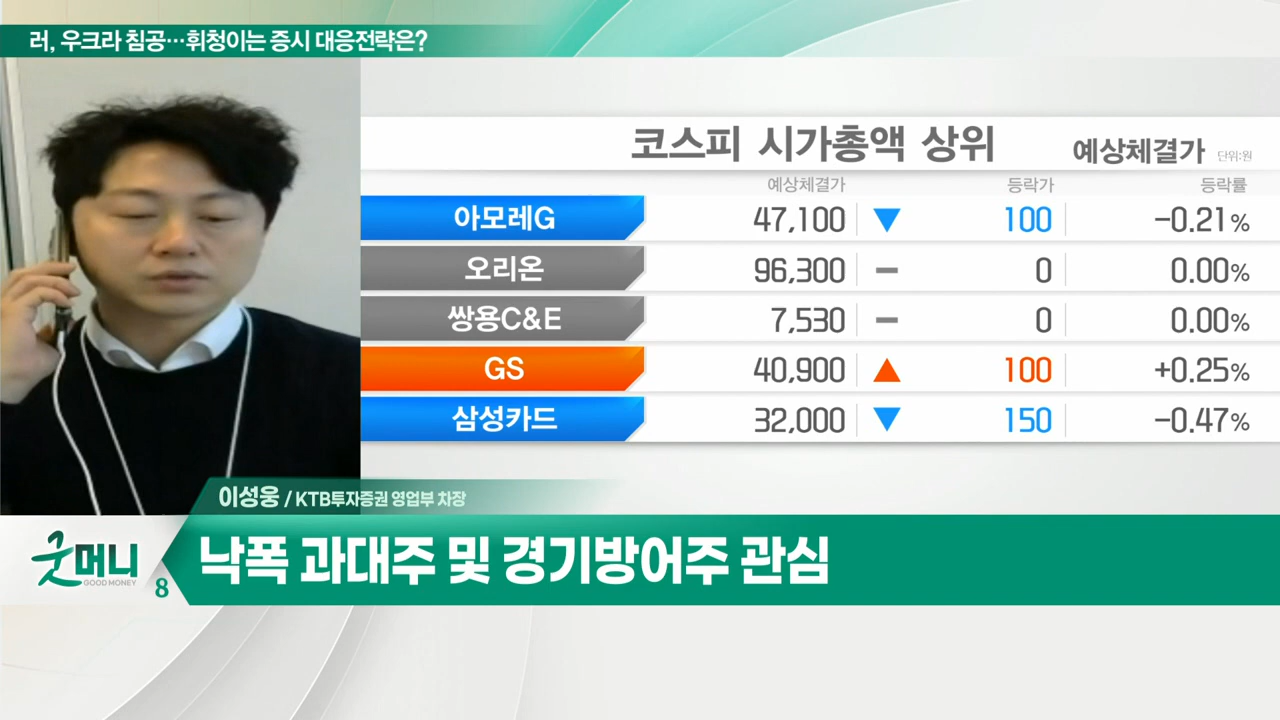 러, 우크라 침공…휘청이는 증시 대응전략은?
코스피 시가총액 상위 예상체결가 단위:원
예상체결가 등락가 등락률
아모레G 47,100 ▼ 100 -0.21%
오리온 96,300 - 0 0.00%
쌍용C&E 7,530 - 0 0.00%
GS 40,900 ▲ 100 +0.25%
삼성카드 32,000 ▼ 150 -0.47%
이성웅 / KTB투자증권 영업부 차장
낙폭 과대주 및 경기방어주 관심
굿머니
GOOD MONEY
8